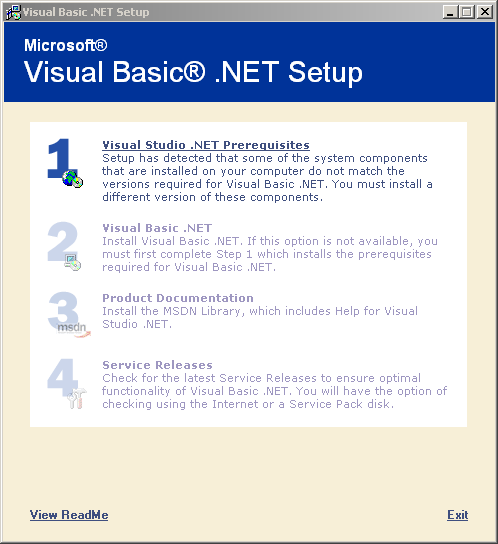 Visual Basic .NET Setup
Microsoft®
Visual Basic® .NET Setup
1
Visual Studio .NET Prerequisites
Setup has detected that some of the system components
that are installed on your computer do not match the
versions required for Visual Basic .NET. You must install a
different version of these components.
2
Visual Basic .NET
Install Visual Basic .NET. If this option is not available, you
must first complete Step 1 which installs the prerequisites
required for Visual Basic .NET.
3
msdn
Product Documentation
Install the MSDN Library, which includes Help for Visual
Studio .NET.
4
Service Releases
Check for the latest Service Releases to ensure optimal
functionality of Visual Basic .NET. You will have the option of
checking using the Internet or a Service Pack disk.
View ReadMe
Exit